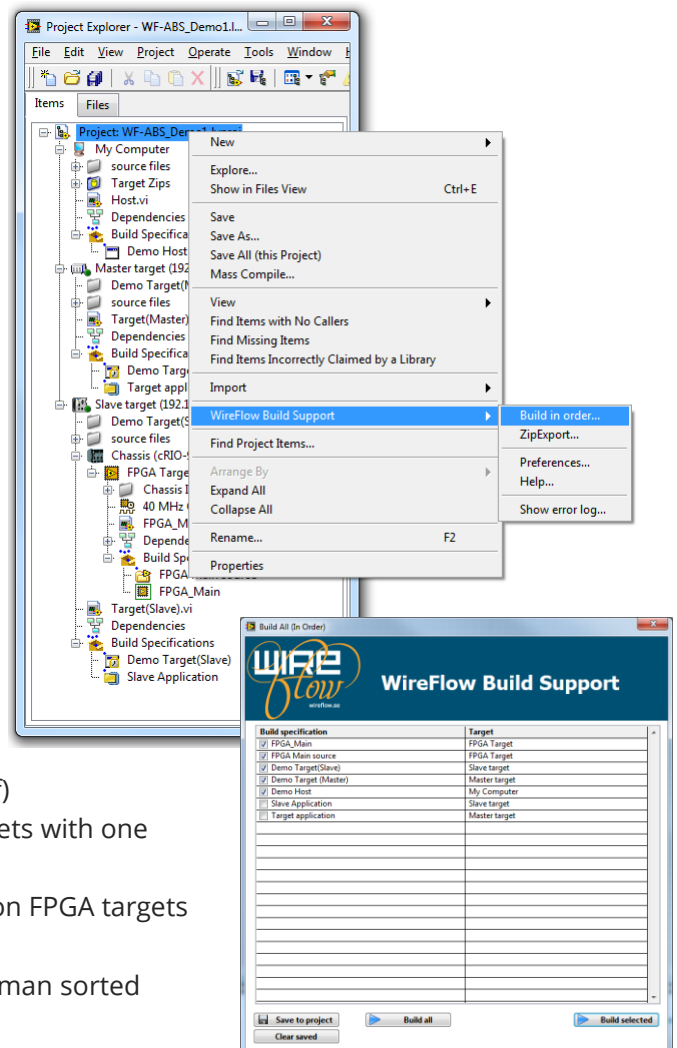 Project Explorer - WF-ABS_Demo1.l...
File Edit View Project Operate Tools Window
Items Files
Project: WF-ABS_Demo1.lvproj
My Computer
source files
Target Zips
Host.vi
Dependencies
Build Specifica
Demo Host
Master target (192
Demo Target(M
source files
Target(Master)
Dependencies
Build Specifica
Demo Targe
Target appl
Slave target (192.1
Demo Target(S
source files
Chassis (cRIO-9
FPGA Targe
Chassis I
40 MHz
FPGA_M
Depende
Build Spe
FPGA Main source
FPGA_Main
Target(Slave).vi
Dependencies
Build Specifications
Demo Target(Slave)
Slave Application
New
Explore...
Show in Files View Ctrl+E
Save
Save As...
Save All (this Project)
Mass Compile...
View
Find Items with No Callers
Find Missing Items
Find Items Incorrectly Claimed by a Library
Import
WireFlow Build Support
Find Project Items...
Arrange By
Expand All
Collapse All
Rename... F2
Properties
Build in order...
ZipExport...
Preferences...
Help...
Show error log...
Build All (In Order)
WIRE
flow
wireflow.se
WireFlow Build Support
Build specification Target
FPGA_Main FPGA Target
FPGA Main source FPGA Target
Demo Target(Slave) Slave target
Demo Target (Master) Master target
Demo Host My Computer
Slave Application Slave target
Target application Master target
Save to project Build all Build selected
Clear saved
f)
ets with one
on FPGA targets
man sorted